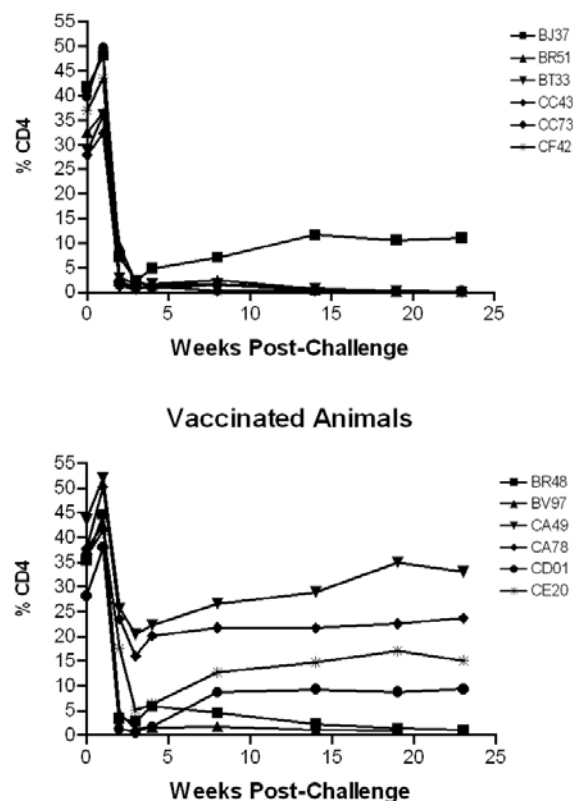 55
50
45
40
35
30
25
20
15
10
5
0
% CD4
0 5 10 15 20 25
Weeks Post-Challenge
BJ37
BR51
BT33
CC43
CC73
CF42
Vaccinated Animals
55
50
45
40
35
30
25
20
15
10
5
0
% CD4
0 5 10 15 20 25
Weeks Post-Challenge
BR48
BV97
CA49
CA78
CD01
CE20